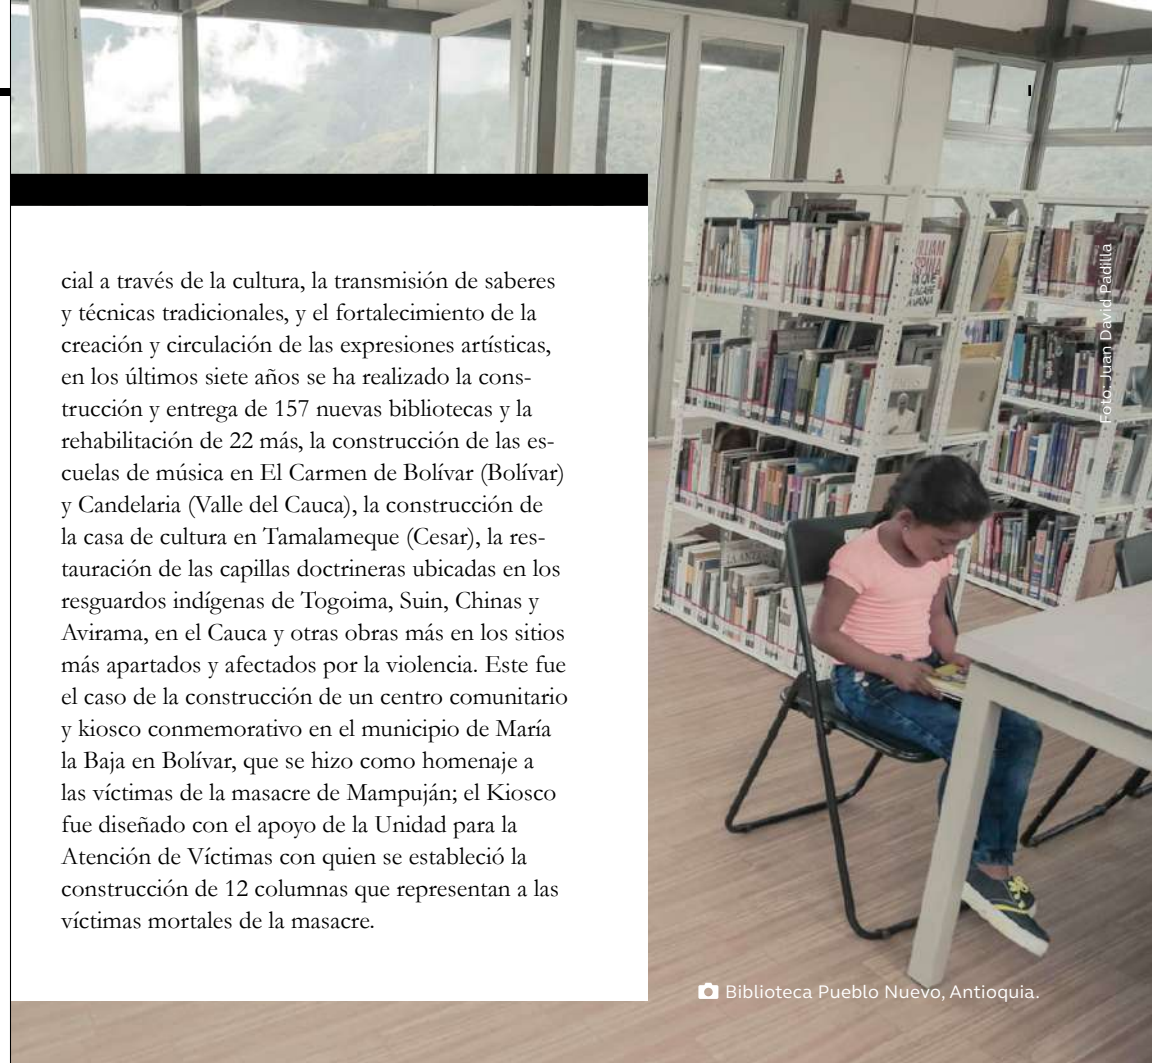 cial a través de la cultura, la transmisión de saberes
y técnicas tradicionales, y el fortalecimiento de la
creación y circulación de las expresiones artísticas,
en los últimos siete años se ha realizado la cons-
trucción y entrega de 157 nuevas bibliotecas y la
rehabilitación de 22 más, la construcción de las es-
cuelas de música en El Carmen de Bolívar (Bolívar)
y Candelaria (Valle del Cauca), la construcción de
la casa de cultura en Tamalameque (Cesar), la res-
tauración de las capillas doctrineras ubicadas en los
resguardos indígenas de Togoima, Suin, Chinas y
Avirama, en el Cauca y otras obras más en los sitios
más apartados y afectados por la violencia. Este fue
el caso de la construcción de un centro comunitario
y kiosco conmemorativo en el municipio de María
la Baja en Bolívar, que se hizo como homenaje a
las víctimas de la masacre de Mampuján; el Kiosco
fue diseñado con el apoyo de la Unidad para la
Atención de Víctimas con quien se estableció la
construcción de 12 columnas que representan a las
víctimas mortales de la masacre.
Foto: Juan David Padilla
Biblioteca Pueblo Nuevo, Antioquia.